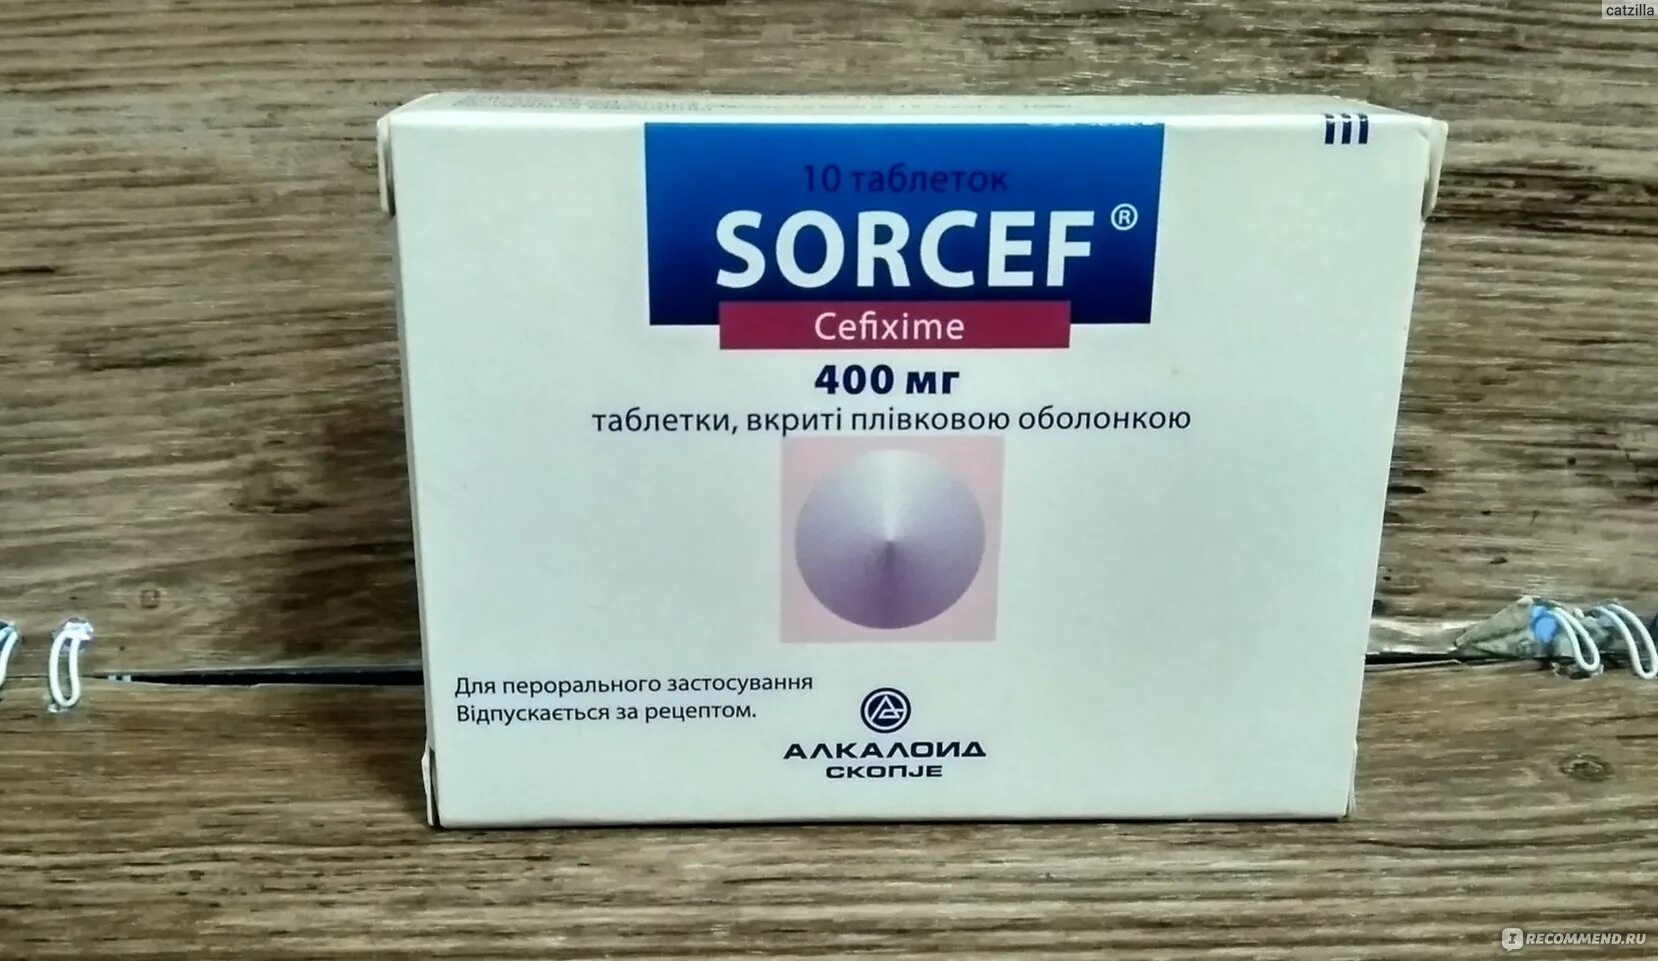 catzilla
10 таблеток
SORCEF®
Cefixime
400 мг
таблетки, вкриті плівковою оболонкою
Для перорального застосування
Відпускається за рецептом.
АЛКАЛОИД
СКОПЈЕ
IRECOMMEND.RU